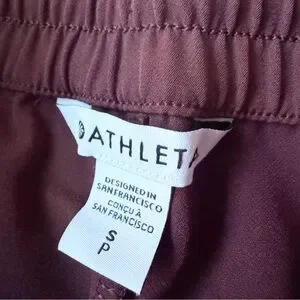 ATHLETA
DESIGNED IN
SAN FRANCISCO
CONÇU À
SAN FRANCISCO
S
P